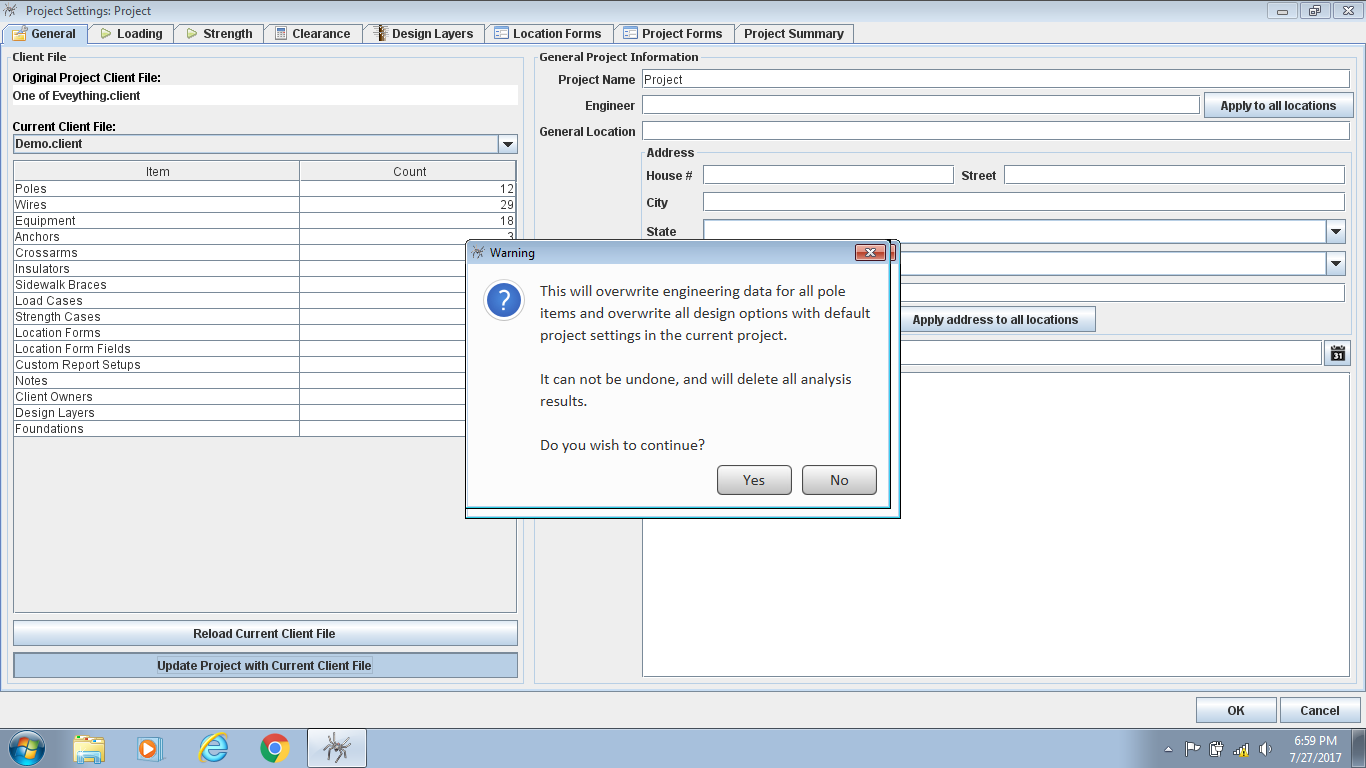 Project Settings: Project
General
Loading
Strength
Clearance
Design Layers
Location Forms
Project Forms
Project Summary
Client File
Original Project Client File:
One of Eveything.client
Current Client File:
Demo.client
Item Count
Poles 12
Wires 29
Equipment 18
Anchors 3
Crossarms
Insulators
Sidewalk Braces
Load Cases
Strength Cases
Location Forms
Location Form Fields
Custom Report Setups
Notes
Client Owners
Design Layers
Foundations
Reload Current Client File
Update Project with Current Client File
General Project Information
Project Name Project
Engineer
Apply to all locations
General Location
Address
House # Street
City
State
Apply address to all locations
31
Warning
?
This will overwrite engineering data for all pole
items and overwrite all design options with default
project settings in the current project.
It can not be undone, and will delete all analysis
results.
Do you wish to continue?
Yes No
OK Cancel
6:59 PM
7/27/2017